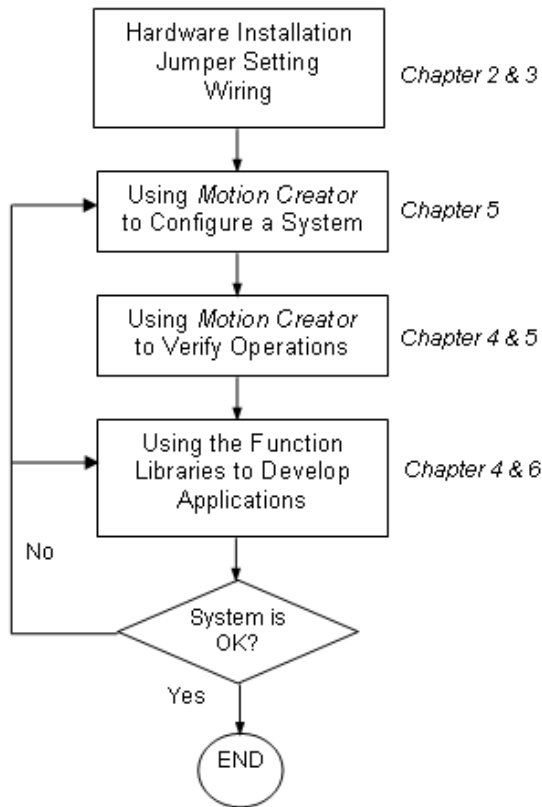 Hardware Installation
Jumper Setting
Wiring
Chapter 2 & 3
Using Motion Creator
to Configure a System
Chapter 5
Using Motion Creator
to Verify Operations
Chapter 4 & 5
Using the Function
Libraries to Develop
Applications
Chapter 4 & 6
No
System is
OK?
Yes
END